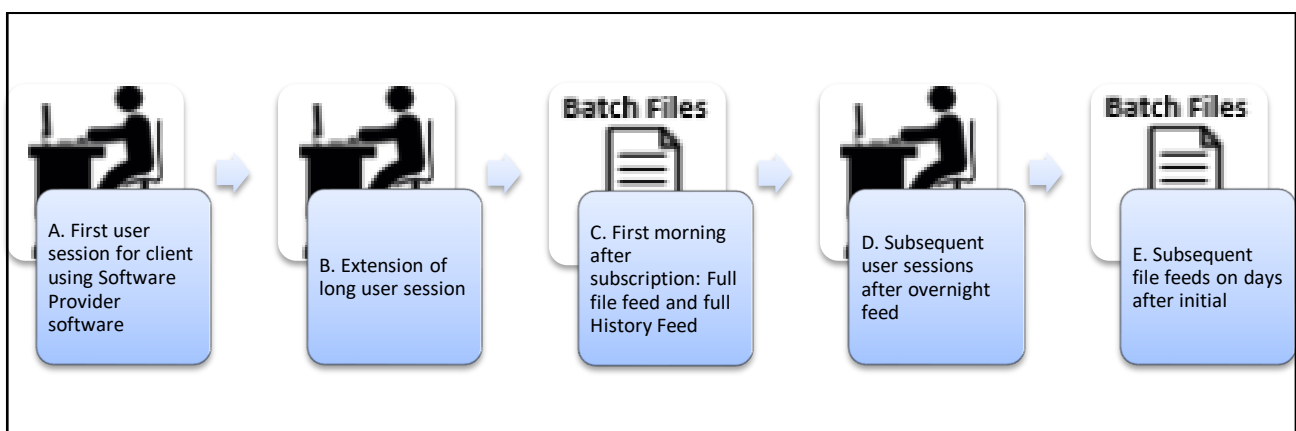 A. First user
session for client
using Software
Provider
software
B. Extension of
long user session
Batch Files
C. First morning
after
subscription: Full
file feed and full
History Feed
D. Subsequent
user sessions
after overnight
feed
Batch Files
E. Subsequent
file feeds on days
after initial